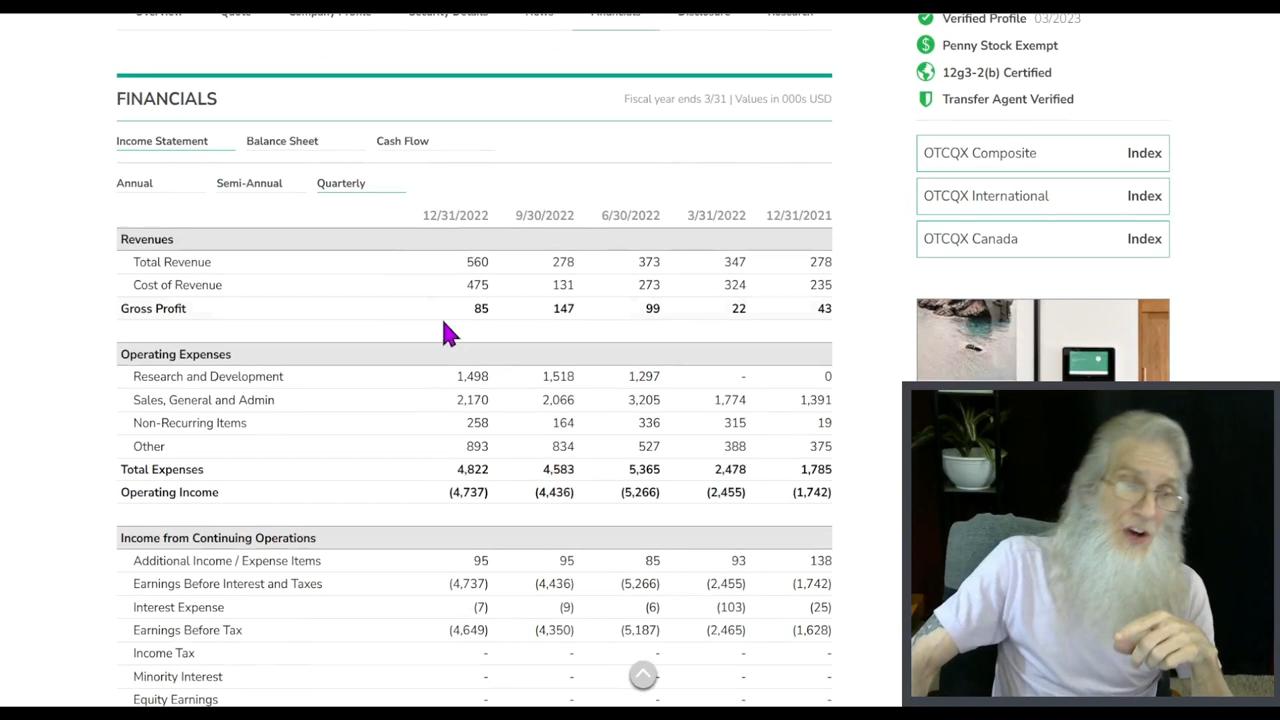 Overview Quote Company Profile Security Details News Financials Disclosure Research
Verified Profile 03/2023
Penny Stock Exempt
12g3-2(b) Certified
Transfer Agent Verified
FINANCIALS
Fiscal year ends 3/31 | Values in 000s USD
Income Statement Balance Sheet Cash Flow
Annual Semi-Annual Quarterly
12/31/2022 9/30/2022 6/30/2022 3/31/2022 12/31/2021
Revenues
Total Revenue 560 278 373 347 278
Cost of Revenue 475 131 273 324 235
Gross Profit 85 147 99 22 43
Operating Expenses
Research and Development 1,498 1,518 1,297 - 0
Sales, General and Admin 2,170 2,066 3,205 1,774 1,391
Non-Recurring Items 258 164 336 315 19
Other 893 834 527 388 375
Total Expenses 4,822 4,583 5,365 2,478 1,785
Operating Income (4,737) (4,436) (5,266) (2,455) (1,742)
Income from Continuing Operations
Additional Income / Expense Items 95 95 85 93 138
Earnings Before Interest and Taxes (4,737) (4,436) (5,266) (2,455) (1,742)
Interest Expense (7) (9) (6) (103) (25)
Earnings Before Tax (4,649) (4,350) (5,187) (2,465) (1,628)
Income Tax - - - - -
Minority Interest - - - - -
Equity Earnings - - - - -
OTCQX Composite Index
OTCQX International Index
OTCQX Canada Index